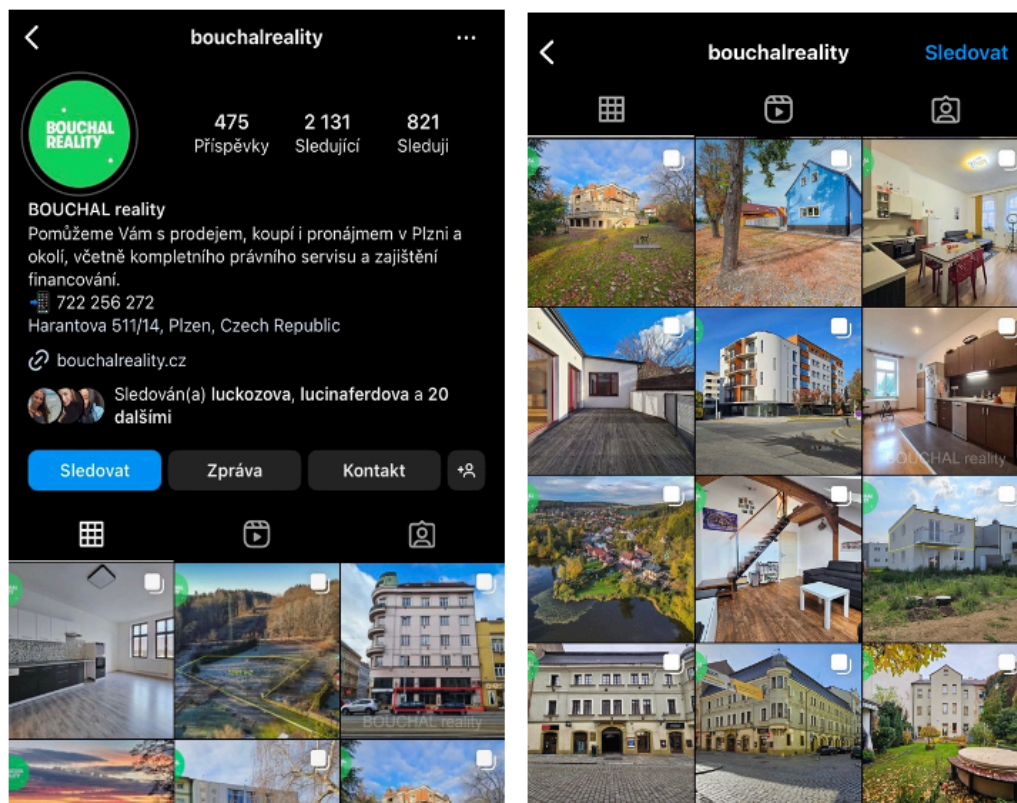 bouchalreality
BOUCHAL
REALITY
475
2 131
821
Příspěvky
Sledující
Sleduji
BOUCHAL reality
Pomůžeme Vám s prodejem, koupí i pronájmem v Plzni a
okolí, včetně kompletního právního servisu a zajištění
financování.
722 256 272
Harantova 511/14, Plzen, Czech Republic
bouchalreality.cz
Sledován(a) luckozova, lucinaferdova a 20
dalšími
Sledovat
Zpráva
Kontakt
BOUCHAL reality
REALITY
bouchalreality
Sledovat
BOUCHAL reality